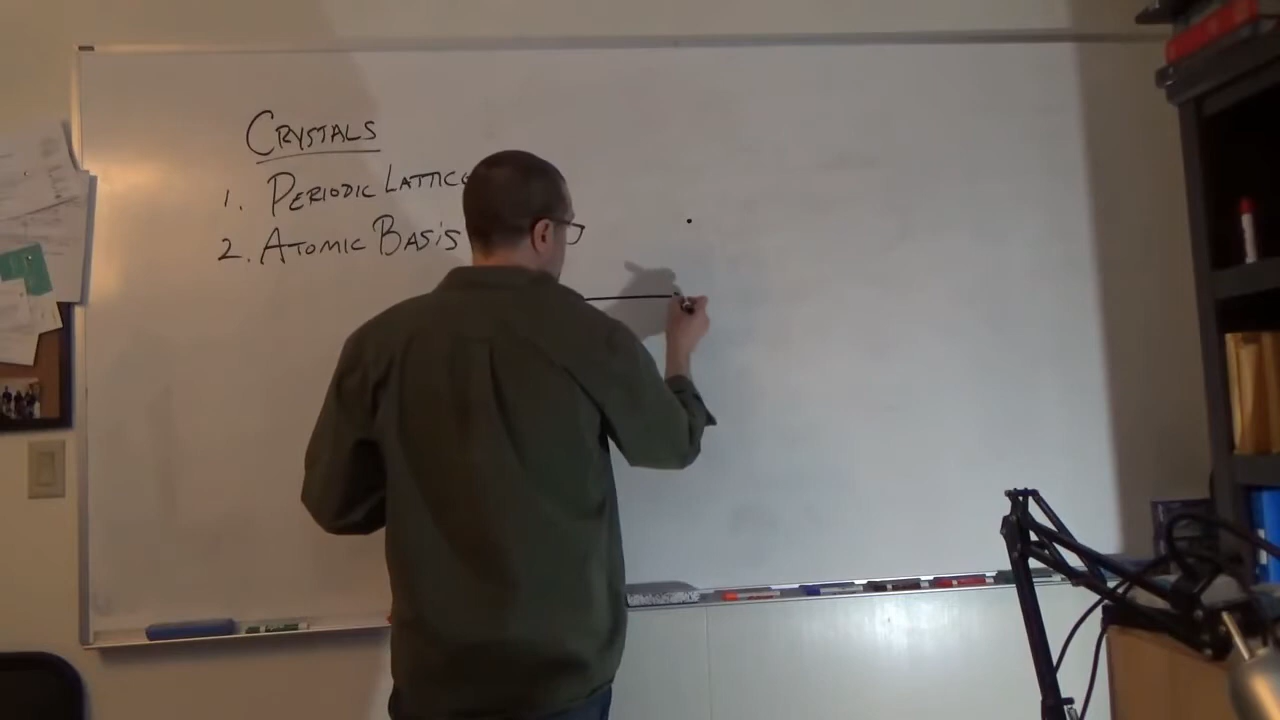 CRYSTALS
1. PERIODIC LATTICE
2. ATOMIC BASIS